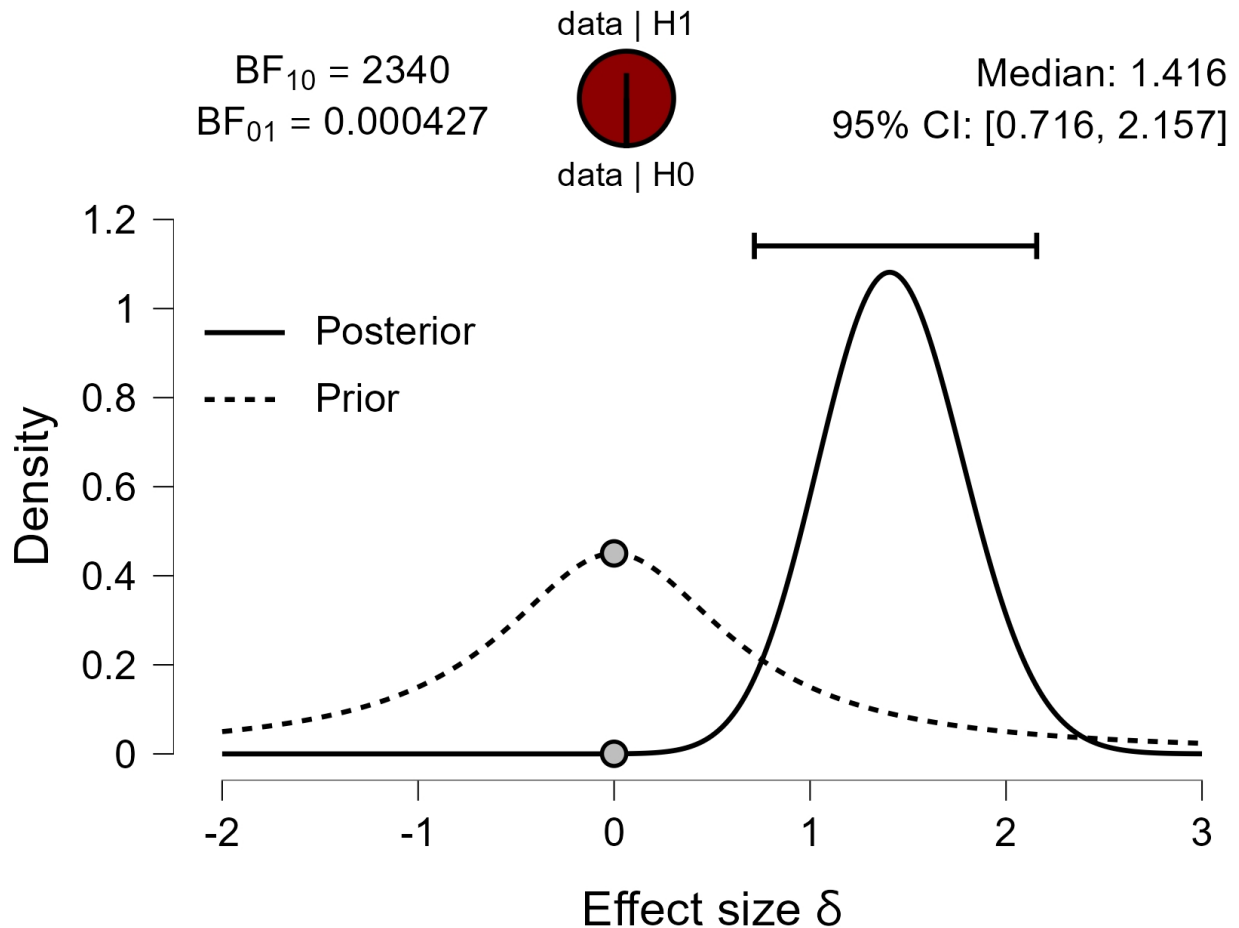 data | H1
BF₁₀ = 2340
BF₀₁ = 0.000427
Median: 1.416
95% CI: [0.716, 2.157]
data | H0
1.2
1
0.8
0.6
0.4
0.2
0
Density
Posterior
Prior
-2
-1
0
1
2
3
Effect size δ